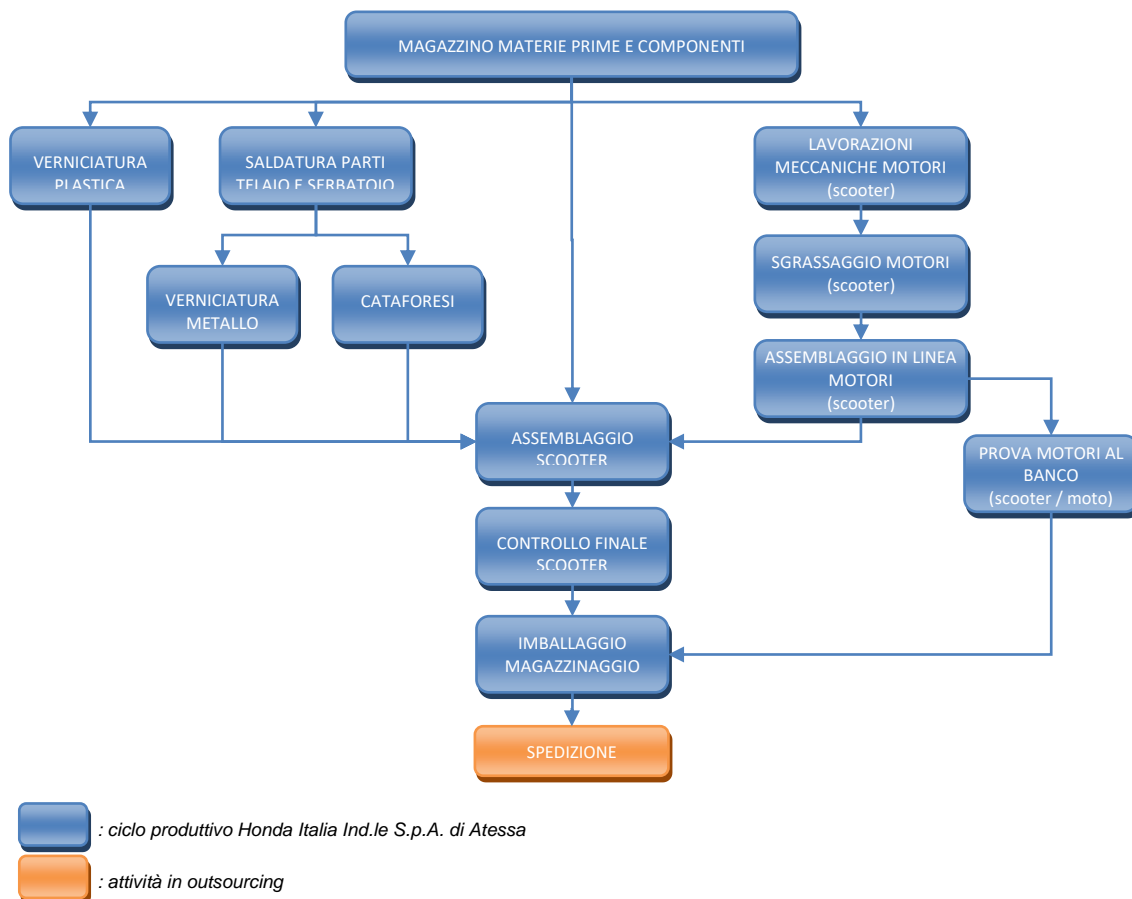 MAGAZZINO MATERIE PRIME E COMPONENTI
VERNICIATURA
PLASTICA
SALDATURA PARTI
TELAIO E SERBATOIO
LAVORAZIONI
MECCANICHE MOTORI
(scooter)
VERNICIATURA
METALLO
CATAFORESI
SGRASSAGGIO MOTORI
(scooter)
ASSEMBLAGGIO IN LINEA
MOTORI
(scooter)
ASSEMBLAGGIO
SCOOTER
PROVA MOTORI AL
BANCO
(scooter / moto)
CONTROLLO FINALE
SCOOTER
IMBALLAGGIO
MAGAZZINAGGIO
SPEDIZIONE
: ciclo produttivo Honda Italia Ind.le S.p.A. di Atessa
: attività in outsourcing